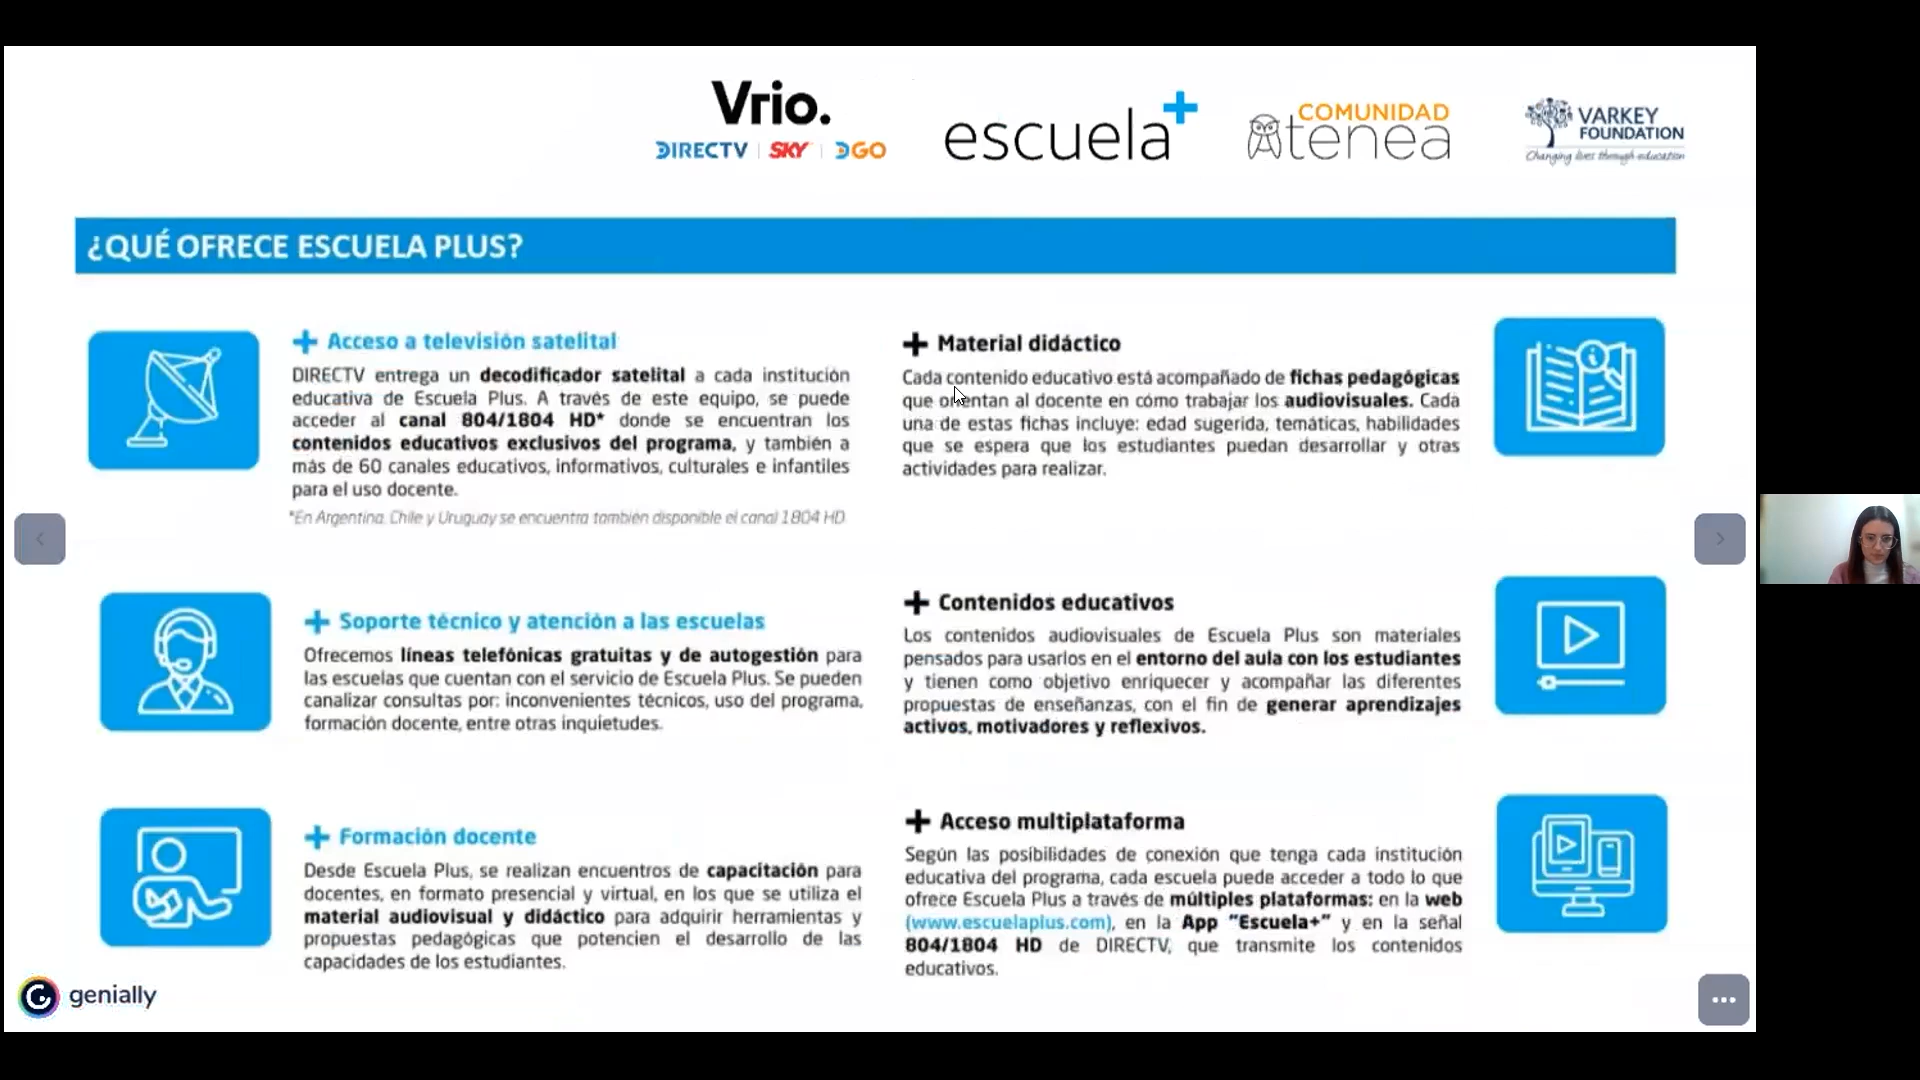 Vrio.
DIRECTV | SKY | DGO
escuela+
COMUNIDAD
Atenea
VARKEY
FOUNDATION
Changing lives through education
¿QUÉ OFRECE ESCUELA PLUS?
+ Acceso a televisión satelital
DIRECTV entrega un decodificador satelital a cada institución
educativa de Escuela Plus. A través de este equipo, se puede
acceder al canal 804/1804 HD* donde se encuentran los
contenidos educativos exclusivos del programa, y también a
más de 60 canales educativos, informativos, culturales e infantiles
para el uso docente.
*En Argentina, Chile y Uruguay se encuentra también disponible el canal 1804 HD
+ Soporte técnico y atención a las escuelas
Ofrecemos líneas telefónicas gratuitas y de autogestión para
las escuelas que cuentan con el servicio de Escuela Plus. Se pueden
canalizar consultas por: inconvenientes técnicos, uso del programa,
formación docente, entre otras inquietudes.
+ Formación docente
Desde Escuela Plus, se realizan encuentros de capacitación para
docentes, en formato presencial y virtual, en los que se utiliza el
material audiovisual y didáctico para adquirir herramientas y
propuestas pedagógicas que potencien el desarrollo de las
capacidades de los estudiantes.
+ Material didáctico
Cada contenido educativo está acompañado de fichas pedagógicas
que orientan al docente en cómo trabajar los audiovisuales. Cada
una de estas fichas incluye: edad sugerida, temáticas, habilidades
que se espera que los estudiantes puedan desarrollar y otras
actividades para realizar.
+ Contenidos educativos
Los contenidos audiovisuales de Escuela Plus son materiales
pensados para usarlos en el entorno del aula con los estudiantes
y tienen como objetivo enriquecer y acompañar las diferentes
propuestas de enseñanzas, con el fin de generar aprendizajes
activos, motivadores y reflexivos.
+ Acceso multiplataforma
Según las posibilidades de conexión que tenga cada institución
educativa del programa, cada escuela puede acceder a todo lo que
ofrece Escuela Plus a través de múltiples plataformas: en la web
(www.escuelaplus.com), en la App “Escuela+” y en la señal
804/1804 HD de DIRECTV, que transmite los contenidos
educativos.
genially